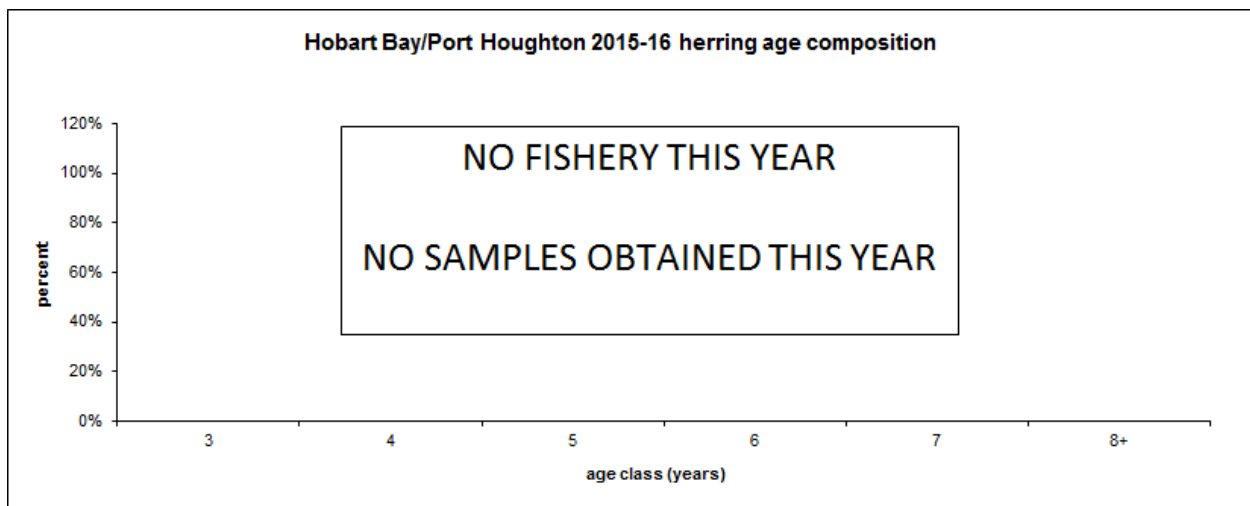 Hobart Bay/Port Houghton 2015-16 herring age composition
120%
100%
80%
60%
40%
20%
0%
percent
NO FISHERY THIS YEAR
NO SAMPLES OBTAINED THIS YEAR
3 4 5 6 7 8+
age class (years)